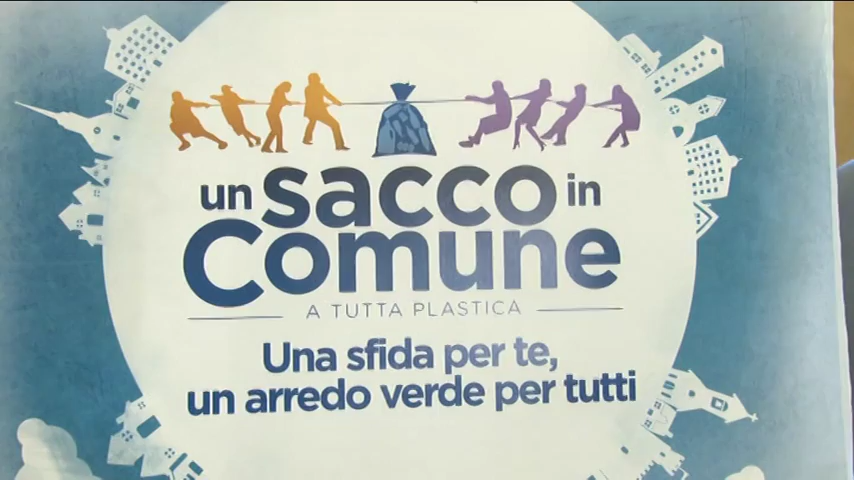 un sacco in
Comune
A TUTTA PLASTICA
Una sfida per te,
un arredo verde per tutti